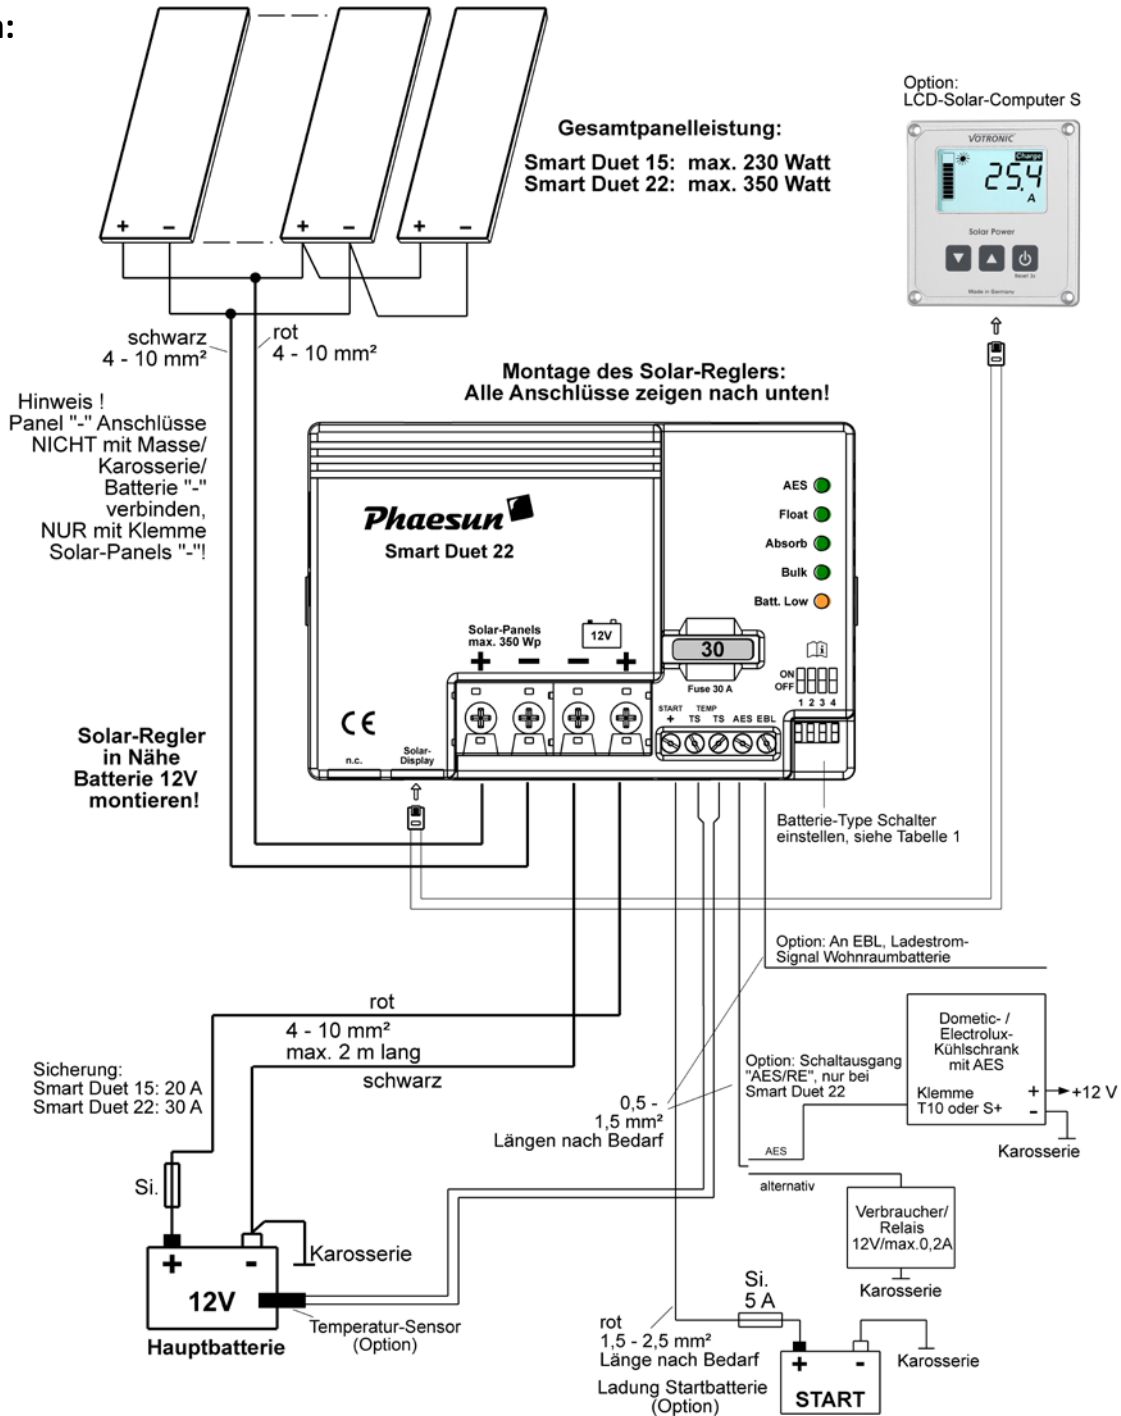 n:
+ - + - + -
Gesamtpanelleistung:
Smart Duet 15: max. 230 Watt
Smart Duet 22: max. 350 Watt
Option:
LCD-Solar-Computer S
VOTRONIC
Charge
25.4
A
Solar Power
Reset 3s
Made in Germany
schwarz
4 - 10 mm²
rot
4 - 10 mm²
Hinweis !
Panel "-" Anschlüsse
NICHT mit Masse/
Karosserie/
Batterie "-"
verbinden,
NUR mit Klemme
Solar-Panels "-"!
Montage des Solar-Reglers:
Alle Anschlüsse zeigen nach unten!
Phaesun
Smart Duet 22
AES
Float
Absorb
Bulk
Batt. Low
Solar-Panels
max. 350 Wp
12V
+ - - +
30
Fuse 30 A
i
ON
OFF
1 2 3 4
START
+
TEMP
TS TS AES EBL
CE
n.c.
Solar-
Display
Solar-Regler
in Nähe
Batterie 12V
montieren!
Batterie-Type Schalter
einstellen, siehe Tabelle 1
Option: An EBL, Ladestrom-
Signal Wohnraumbatterie
rot
4 - 10 mm²
max. 2 m lang
schwarz
Sicherung:
Smart Duet 15: 20 A
Smart Duet 22: 30 A
0,5 -
1,5 mm²
Längen nach Bedarf
Option: Schaltausgang
"AES/RE", nur bei
Smart Duet 22
Dometic- /
Electrolux-
Kühlschrank
mit AES
Klemme
T10 oder S+
+
-
+12 V
Karosserie
AES
alternativ
Verbraucher/
Relais
12V/max.0,2A
Karosserie
Si.
+ -
12V
Karosserie
Hauptbatterie
Temperatur-Sensor
(Option)
Si.
5 A
rot
1,5 - 2,5 mm²
Länge nach Bedarf
Ladung Startbatterie
(Option)
+ -
START
Karosserie